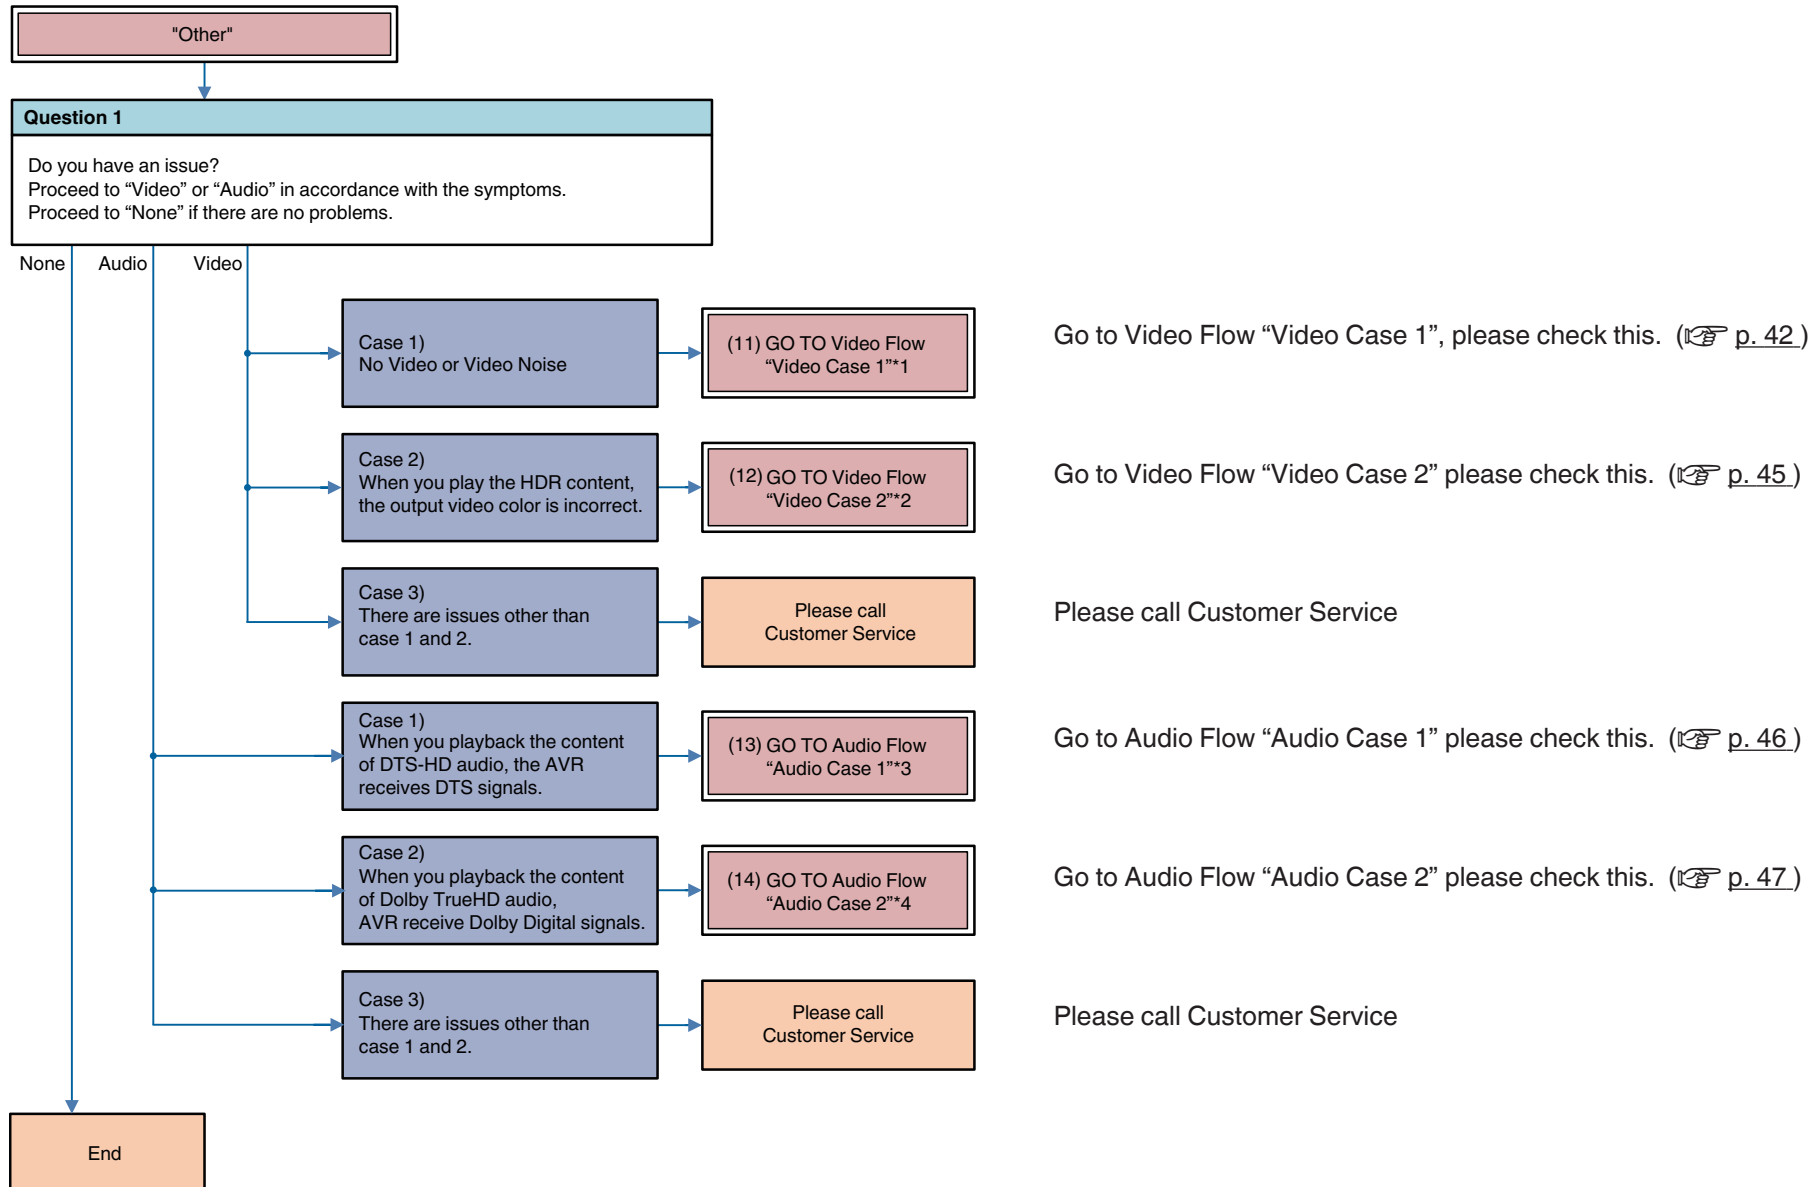 "Other"
Question 1
Do you have an issue?
Proceed to “Video” or “Audio” in accordance with the symptoms.
Proceed to “None” if there are no problems.
None
Audio
Video
Case 1)
No Video or Video Noise
(11) GO TO Video Flow
“Video Case 1”*1
Go to Video Flow “Video Case 1”, please check this. (☞ p. 42 )
Case 2)
When you play the HDR content,
the output video color is incorrect.
(12) GO TO Video Flow
“Video Case 2”*2
Go to Video Flow “Video Case 2” please check this. (☞ p. 45 )
Case 3)
There are issues other than
case 1 and 2.
Please call
Customer Service
Please call Customer Service
Case 1)
When you playback the content
of DTS-HD audio, the AVR
receives DTS signals.
(13) GO TO Audio Flow
“Audio Case 1”*3
Go to Audio Flow “Audio Case 1” please check this. (☞ p. 46 )
Case 2)
When you playback the content
of Dolby TrueHD audio,
AVR receive Dolby Digital signals.
(14) GO TO Audio Flow
“Audio Case 2”*4
Go to Audio Flow “Audio Case 2” please check this. (☞ p. 47 )
Case 3)
There are issues other than
case 1 and 2.
Please call
Customer Service
Please call Customer Service
End